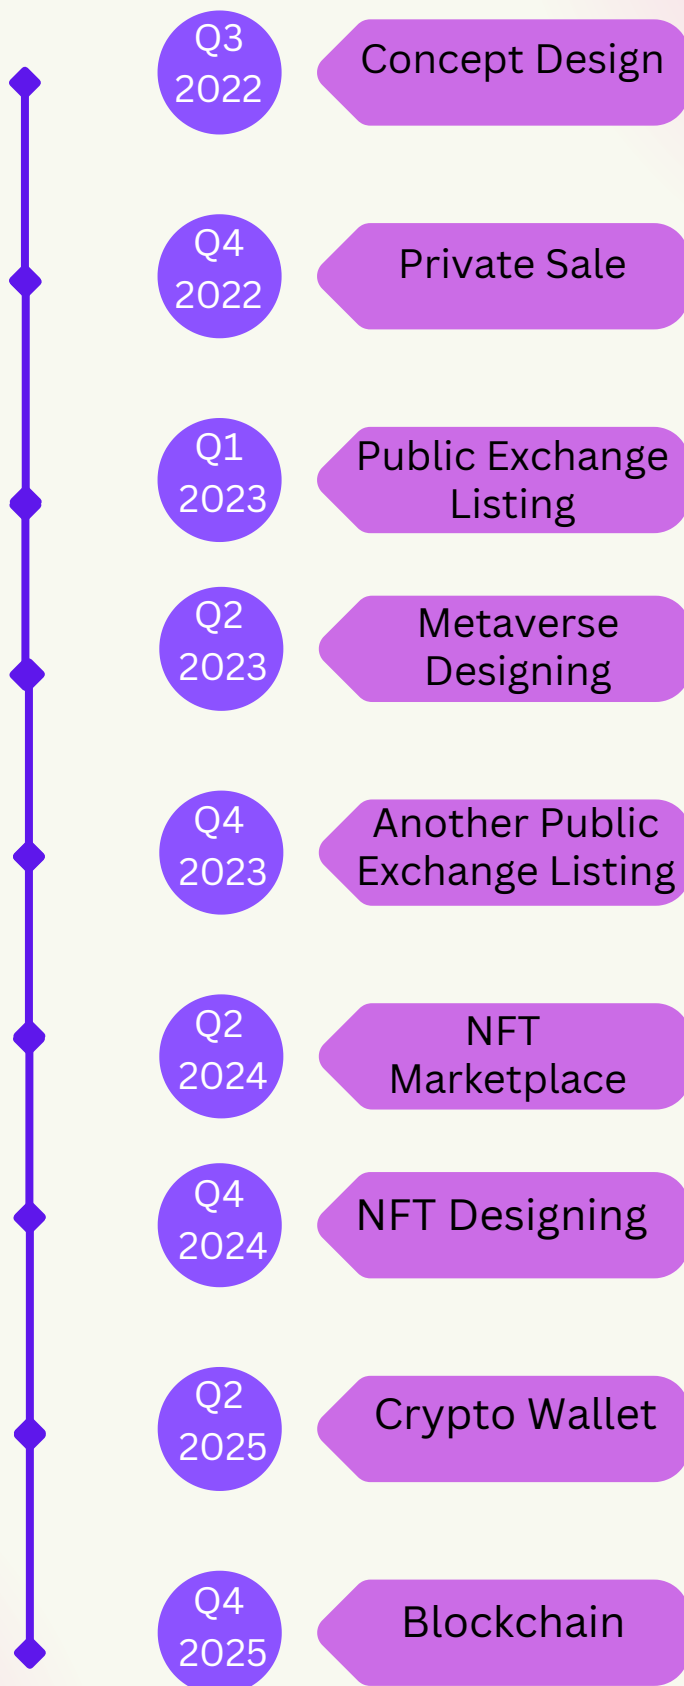 Q3
2022
Concept Design
Q4
2022
Private Sale
Q1
2023
Public Exchange
Listing
Q2
2023
Metaverse
Designing
Q4
2023
Another Public
Exchange Listing
Q2
2024
NFT
Marketplace
Q4
2024
NFT Designing
Q2
2025
Crypto Wallet
Q4
2025
Blockchain